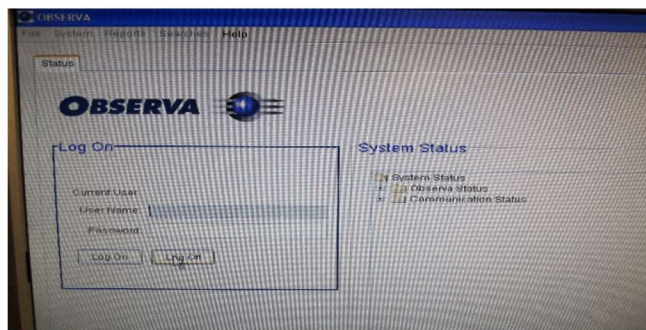 OBSERVA
File System Reports Searches Help
Status
OBSERVA
Log On
System Status
System Status
Observa Status
Communication Status
Current User
User Name:
Password:
Log On Log Off